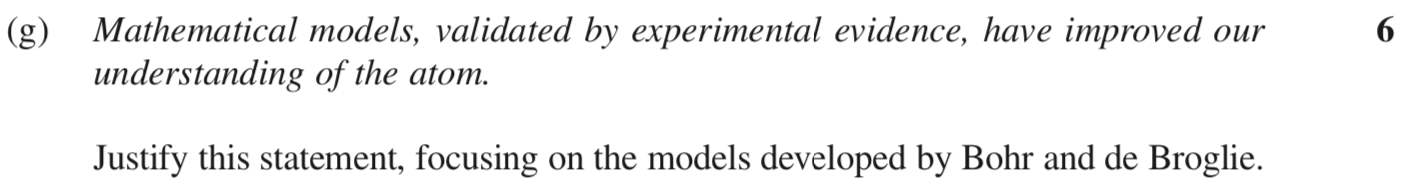 (g) Mathematical models, validated by experimental evidence, have improved our 6
understanding of the atom.
Justify this statement, focusing on the models developed by Bohr and de Broglie.